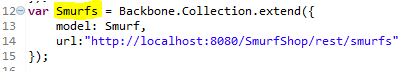 12 var Smurfs = Backbone.Collection.extend({
13 model: Smurf,
14 url:"http://localhost:8080/SmurfShop/rest/smurfs"
15 });